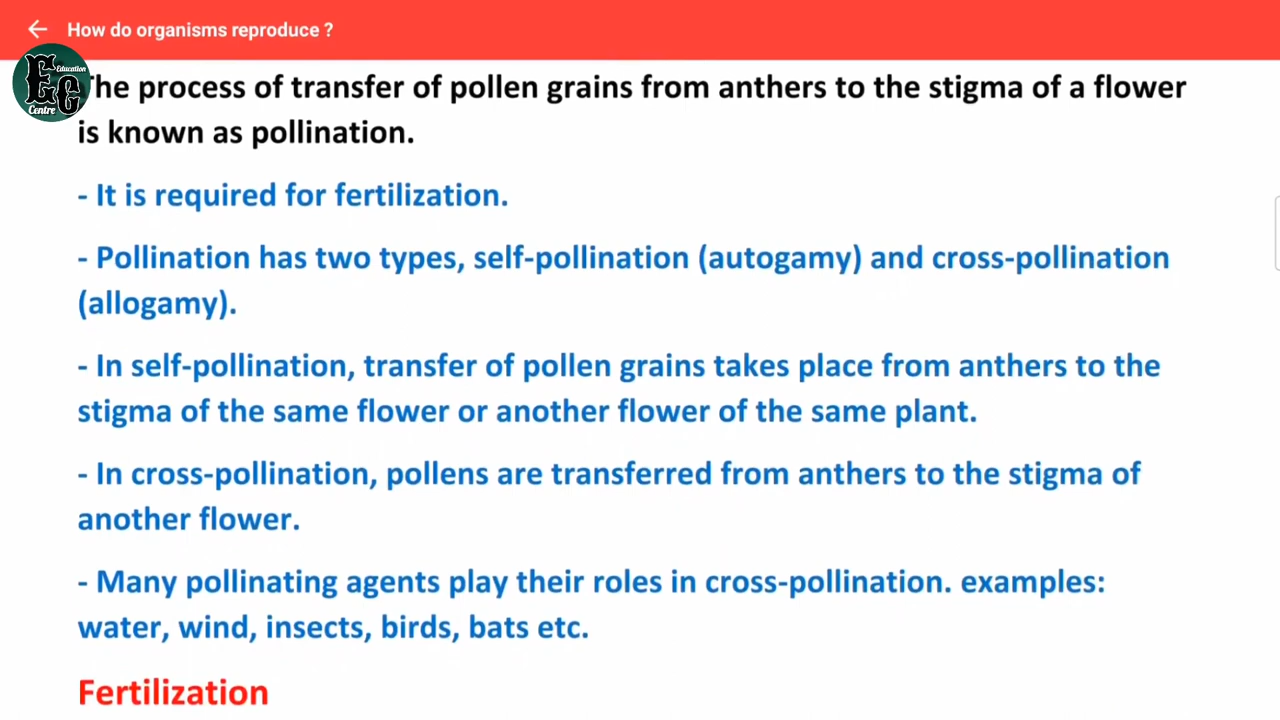 How do organisms reproduce ?
Education
EC
Centre
The process of transfer of pollen grains from anthers to the stigma of a flower
is known as pollination.
- It is required for fertilization.
- Pollination has two types, self-pollination (autogamy) and cross-pollination
(allogamy).
- In self-pollination, transfer of pollen grains takes place from anthers to the
stigma of the same flower or another flower of the same plant.
- In cross-pollination, pollens are transferred from anthers to the stigma of
another flower.
- Many pollinating agents play their roles in cross-pollination. examples:
water, wind, insects, birds, bats etc.
Fertilization